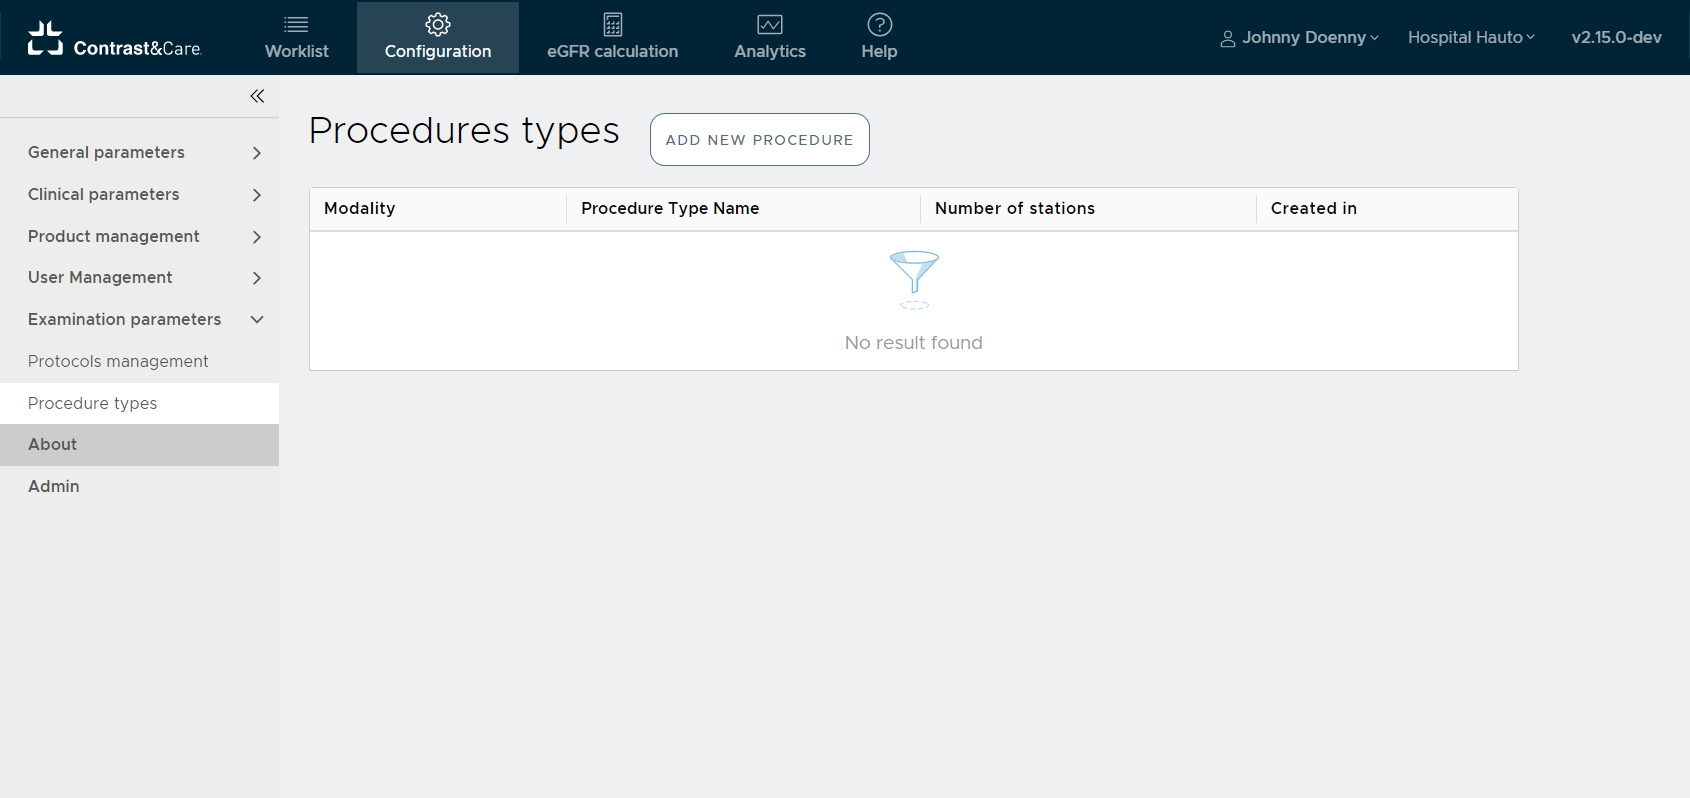 Contrast&Care.
Worklist
Configuration
eGFR calculation
Analytics
Help
Johnny Doenny
Hospital Hauto
v2.15.0-dev
General parameters
Clinical parameters
Product management
User Management
Examination parameters
Protocols management
Procedure types
About
Admin
Procedures types
ADD NEW PROCEDURE
Modality
Procedure Type Name
Number of stations
Created in
No result found